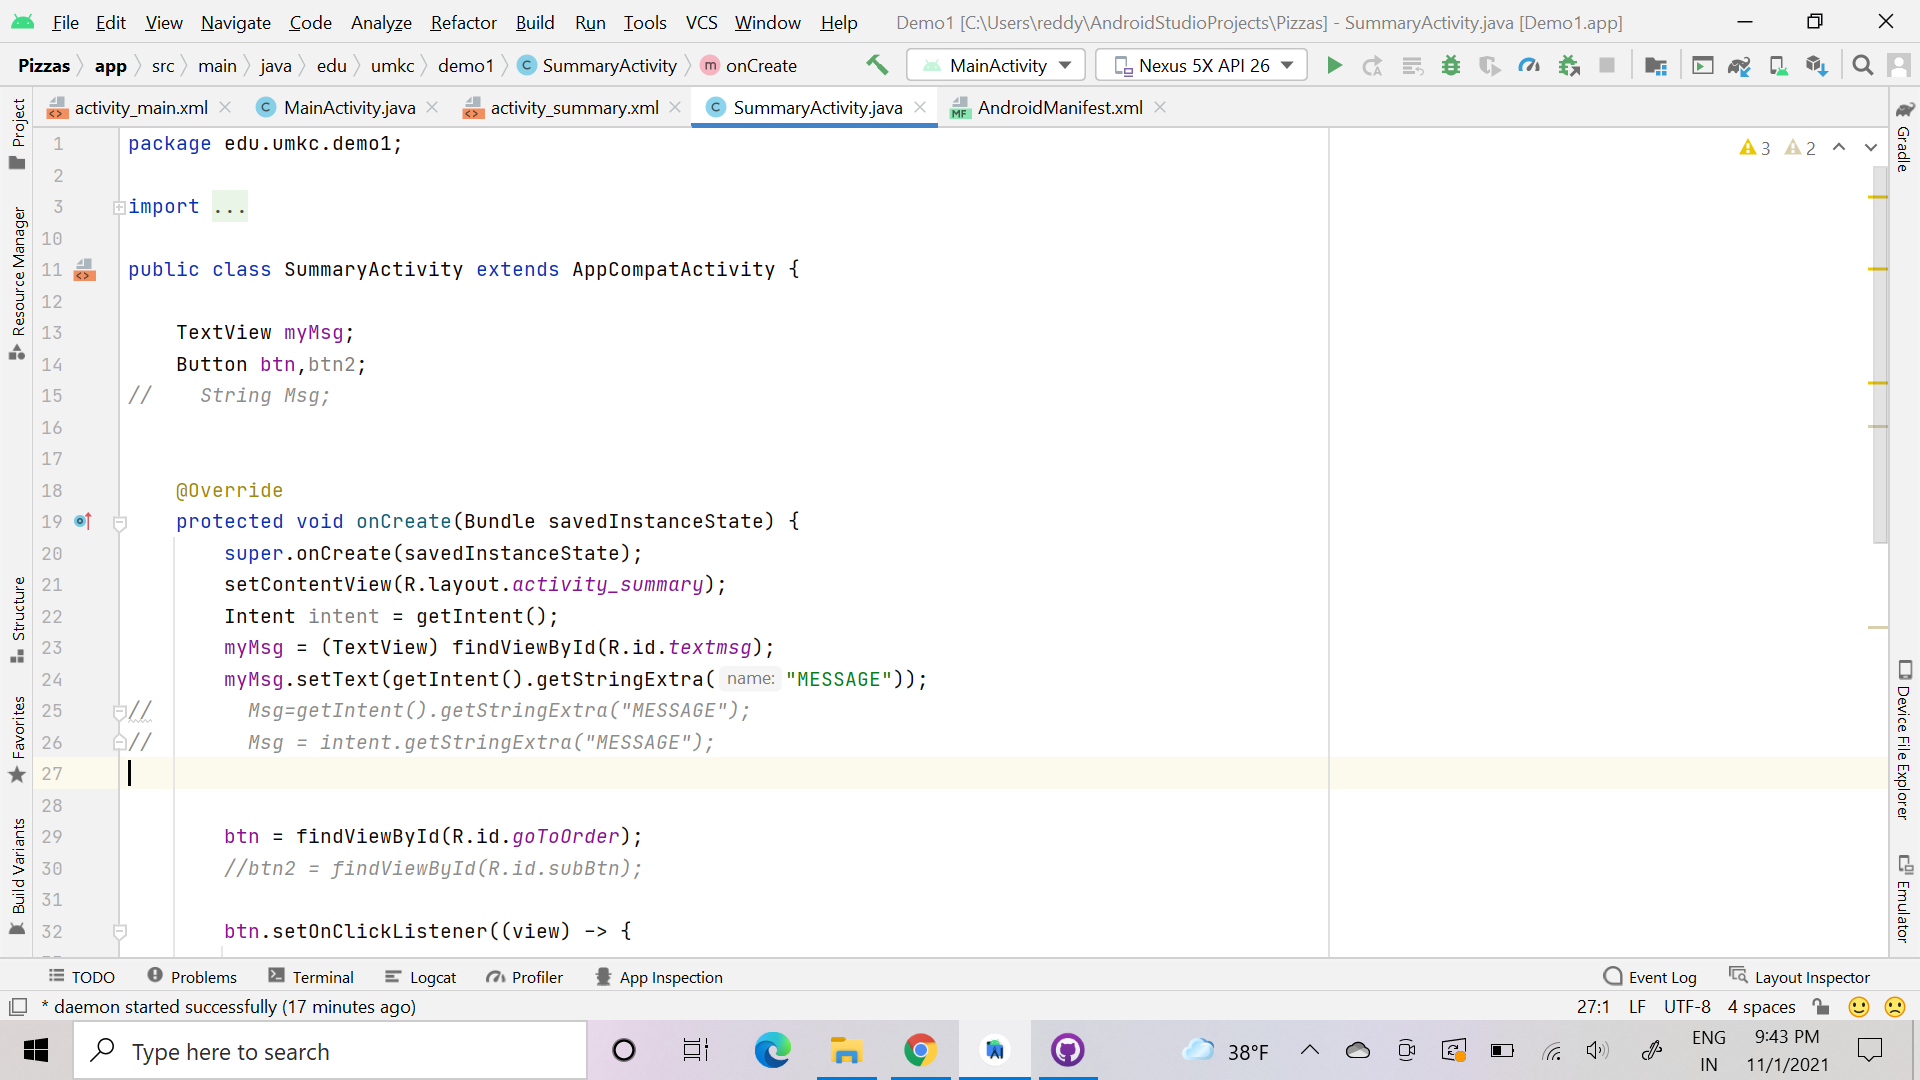 File Edit View Navigate Code Analyze Refactor Build Run Tools VCS Window Help Demo1 [C:\Users\reddy\AndroidStudioProjects\Pizzas] - SummaryActivity.java [Demo1.app]
Pizzas app src main java edu umkc demo1 C SummaryActivity m onCreate MainActivity Nexus 5X API 26
activity_main.xml C MainActivity.java activity_summary.xml C SummaryActivity.java MF AndroidManifest.xml
Project
Resource Manager
Structure
Favorites
Build Variants
3 2
1 package edu.umkc.demo1;
2
3 import ...
10
11 public class SummaryActivity extends AppCompatActivity {
12
13 TextView myMsg;
14 Button btn,btn2;
15 // String Msg;
16
17
18 @Override
19 protected void onCreate(Bundle savedInstanceState) {
20 super.onCreate(savedInstanceState);
21 setContentView(R.layout.activity_summary);
22 Intent intent = getIntent();
23 myMsg = (TextView) findViewById(R.id.textmsg);
24 myMsg.setText(getIntent().getStringExtra( name: "MESSAGE"));
25 // Msg=getIntent().getStringExtra("MESSAGE");
26 // Msg = intent.getStringExtra("MESSAGE");
27
28
29 btn = findViewById(R.id.goToOrder);
30 //btn2 = findViewById(R.id.subBtn);
31
32 btn.setOnClickListener((view) -> {
Gradle
Device File Explorer
Emulator
TODO Problems Terminal Logcat Profiler App Inspection Event Log Layout Inspector
* daemon started successfully (17 minutes ago) 27:1 LF UTF-8 4 spaces
Type here to search 38°F ENG IN 9:43 PM 11/1/2021